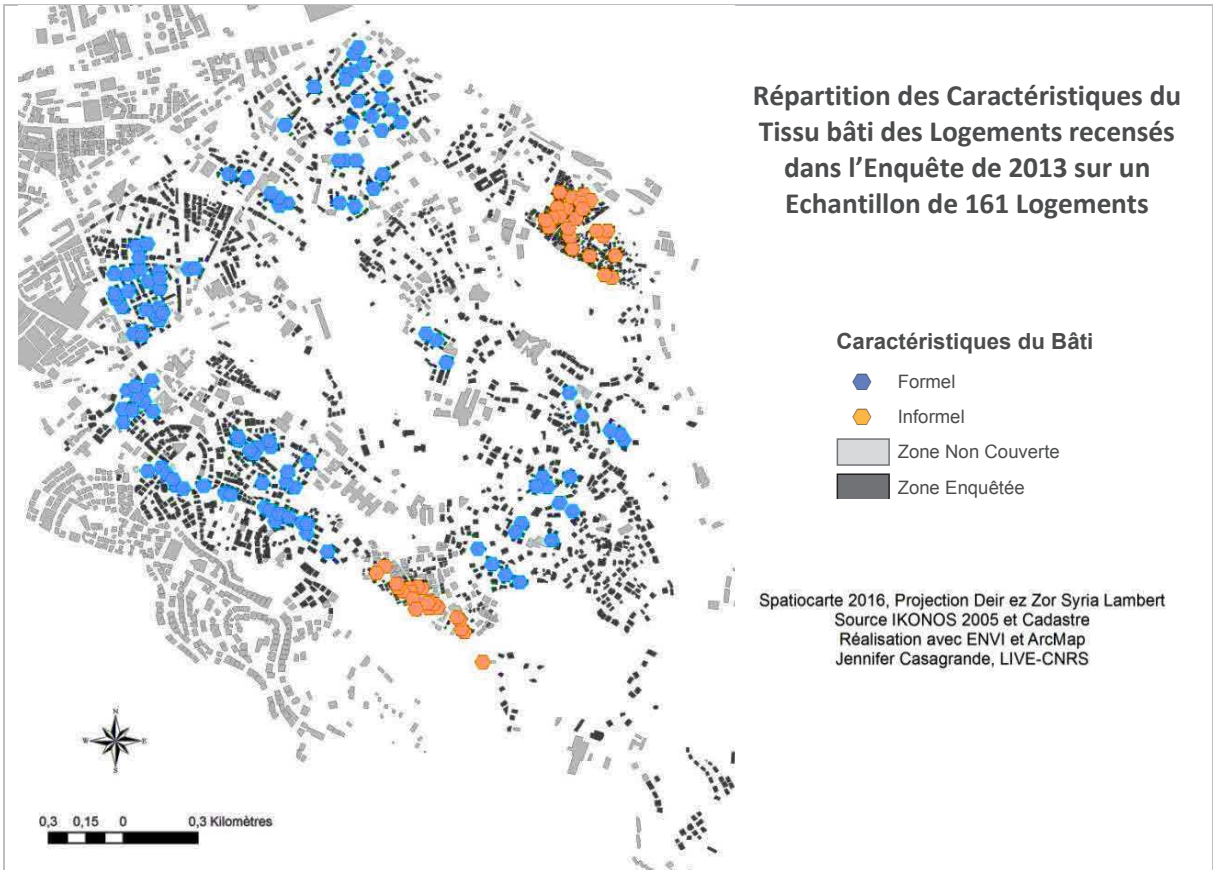 Répartition des Caractéristiques du
Tissu bâti des Logements recensés
dans l'Enquête de 2013 sur un
Echantillon de 161 Logements
Caractéristiques du Bâti
Formel
Informel
Zone Non Couverte
Zone Enquêtée
Spatiocarte 2016, Projection Deir ez Zor Syria Lambert
Source IKONOS 2005 et Cadastre
Réalisation avec ENVI et ArcMap
Jennifer Casagrande, LIVE-CNRS
N
W E
S
0,3 0,15 0 0,3 Kilomètres